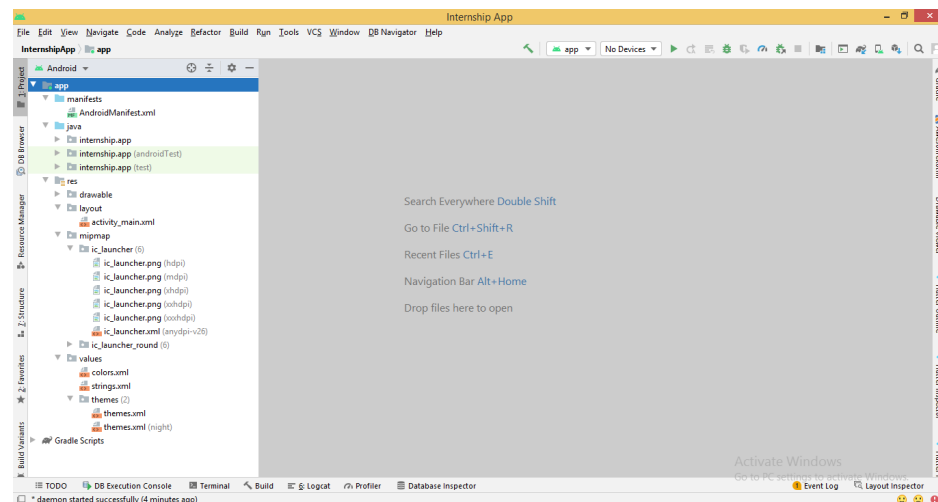 Internship App
File Edit View Navigate Code Analyze Refactor Build Run Tools VCS Window DB Navigator Help
InternshipApp app
app No Devices
Android
1: Project
app
manifests
AndroidManifest.xml
java
internship.app
internship.app (androidTest)
internship.app (test)
DB Browser
res
drawable
layout
activity_main.xml
Resource Manager
mipmap
ic_launcher (6)
ic_launcher.png (hdpi)
ic_launcher.png (mdpi)
ic_launcher.png (xhdpi)
ic_launcher.png (xxhdpi)
ic_launcher.png (xxxhdpi)
ic_launcher.xml (anydpi-v26)
ic_launcher_round (6)
Z: Structure
values
colors.xml
strings.xml
themes (2)
themes.xml
themes.xml (night)
2: Favorites
Gradle Scripts
Build Variants
Search Everywhere Double Shift
Go to File Ctrl+Shift+R
Recent Files Ctrl+E
Navigation Bar Alt+Home
Drop files here to open
Activate Windows
Go to PC settings to activate Windows.
TODO DB Execution Console Terminal Build 6: Logcat Profiler Database Inspector 1 Event Log Layout Inspector
* daemon started successfully (4 minutes ago)